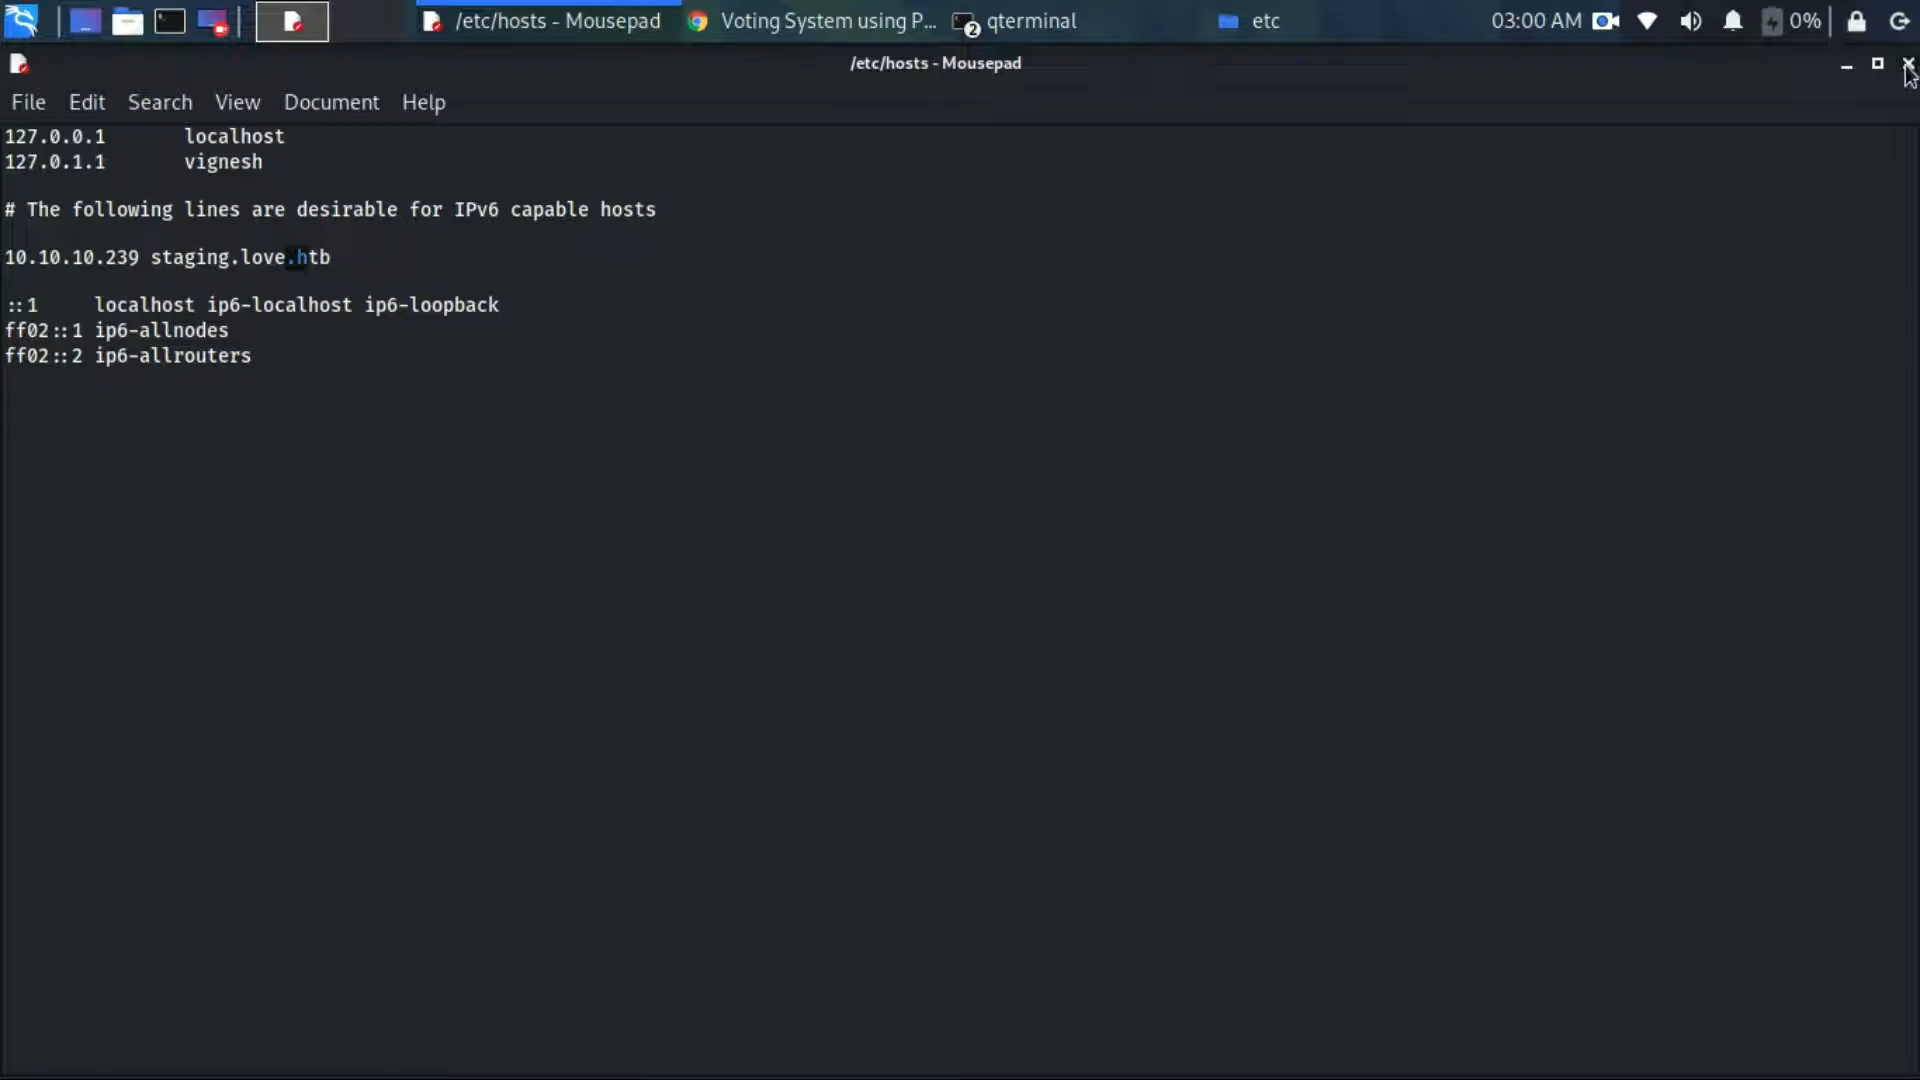 /etc/hosts - Mousepad Voting System using P... 2 qterminal etc 03:00 AM 0%
/etc/hosts - Mousepad
File Edit Search View Document Help
127.0.0.1 localhost
127.0.1.1 vignesh
# The following lines are desirable for IPv6 capable hosts
10.10.10.239 staging.love.htb
::1 localhost ip6-localhost ip6-loopback
ff02::1 ip6-allnodes
ff02::2 ip6-allrouters